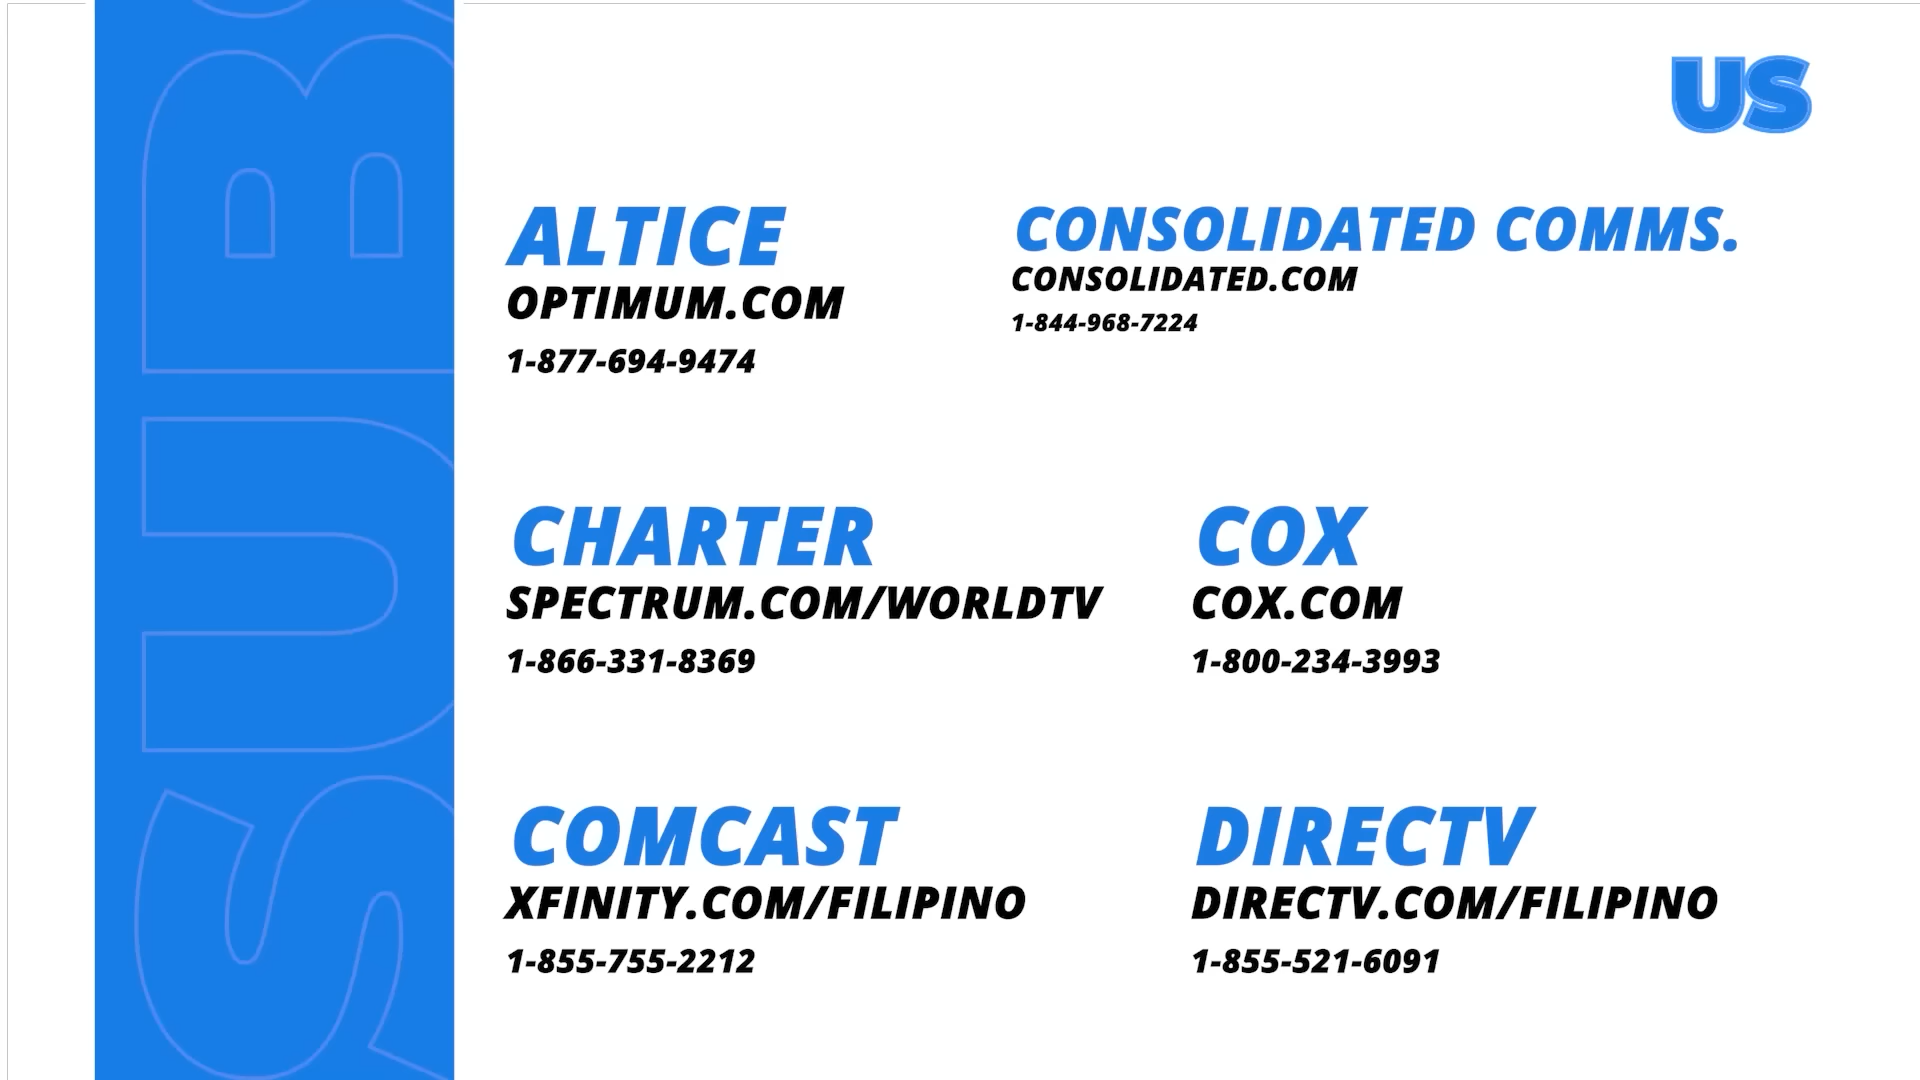 US
SUB
ALTICE
OPTIMUM.COM
1-877-694-9474
CONSOLIDATED COMMS.
CONSOLIDATED.COM
1-844-968-7224
CHARTER
SPECTRUM.COM/WORLDTV
1-866-331-8369
COX
COX.COM
1-800-234-3993
COMCAST
XFINITY.COM/FILIPINO
1-855-755-2212
DIRECTV
DIRECTV.COM/FILIPINO
1-855-521-6091